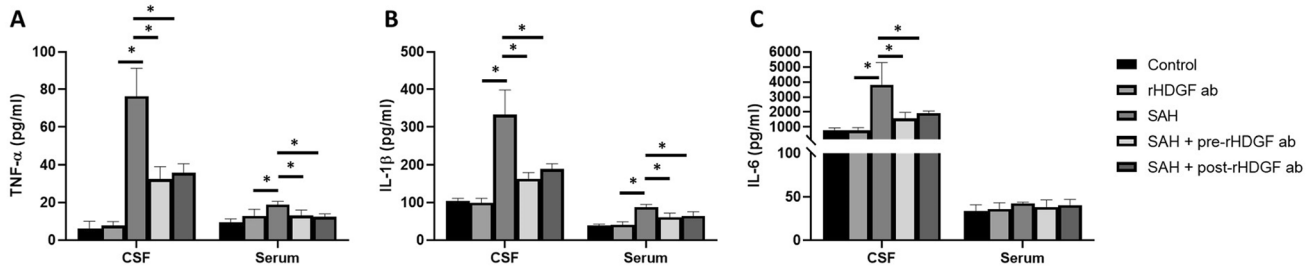 A
TNF-α (pg/ml)
100
80
60
40
20
0
*
*
*
*
*
*
CSF
Serum
B
IL-1β (pg/ml)
500
400
300
200
100
0
*
*
*
*
*
*
CSF
Serum
C
IL-6 (pg/ml)
6000
5000
4000
3000
2000
1000
100
50
0
*
*
*
CSF
Serum
Control
rHDGF ab
SAH
SAH + pre-rHDGF ab
SAH + post-rHDGF ab